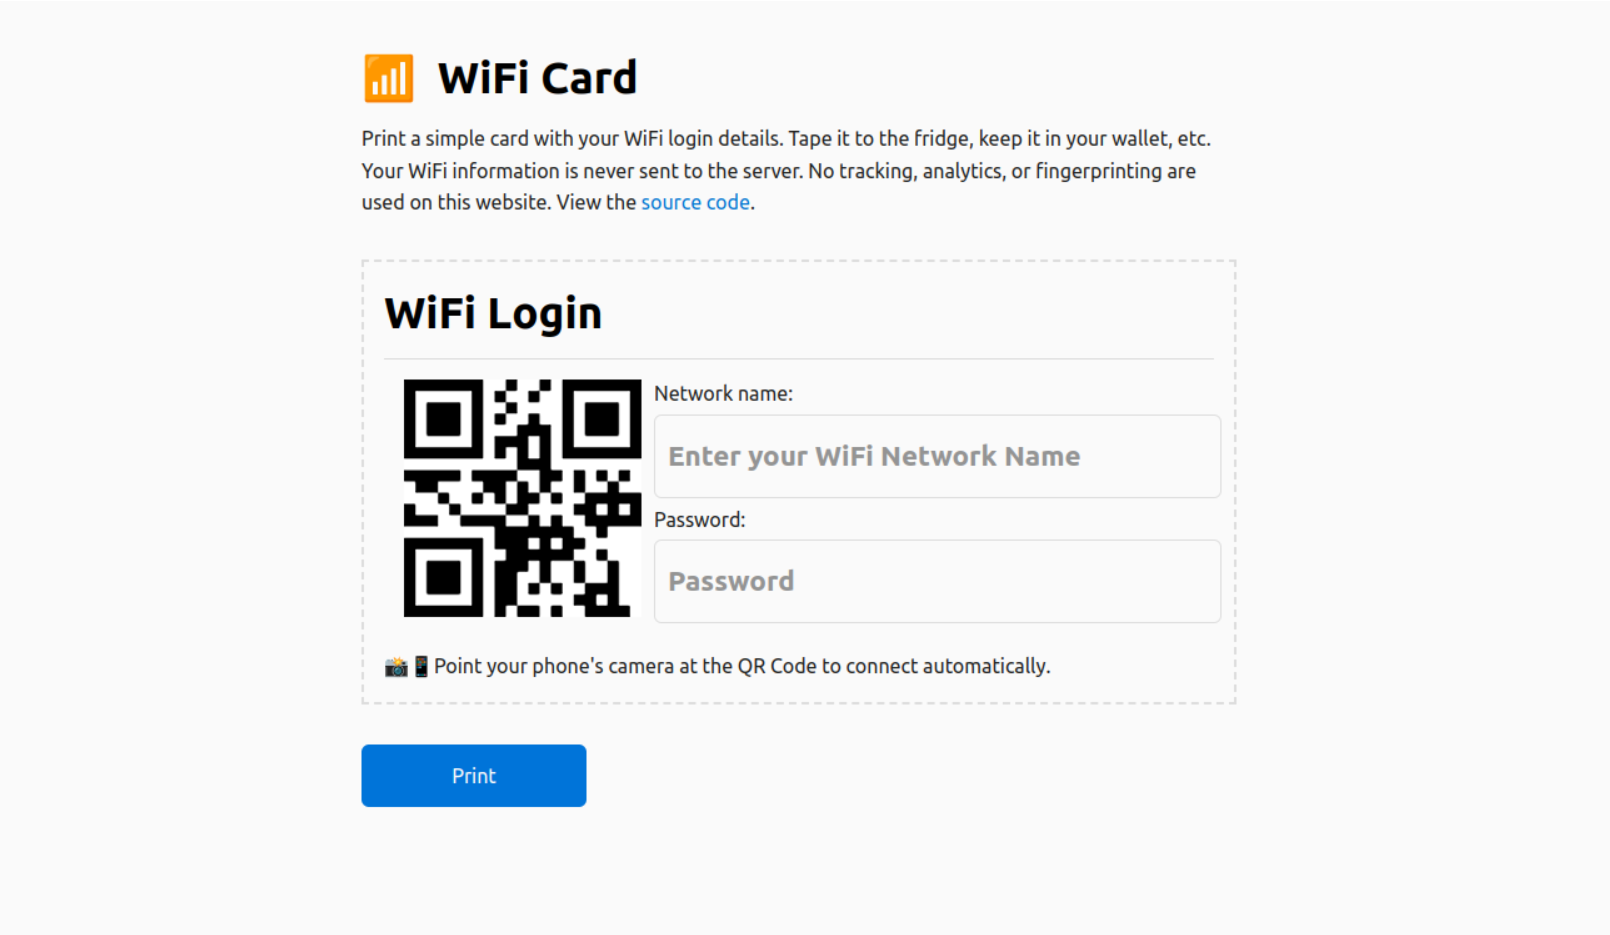 WiFi Card
Print a simple card with your WiFi login details. Tape it to the fridge, keep it in your wallet, etc.
Your WiFi information is never sent to the server. No tracking, analytics, or fingerprinting are
used on this website. View the source code.
WiFi Login
Network name:
Enter your WiFi Network Name
Password:
Password
Point your phone's camera at the QR Code to connect automatically.
Print